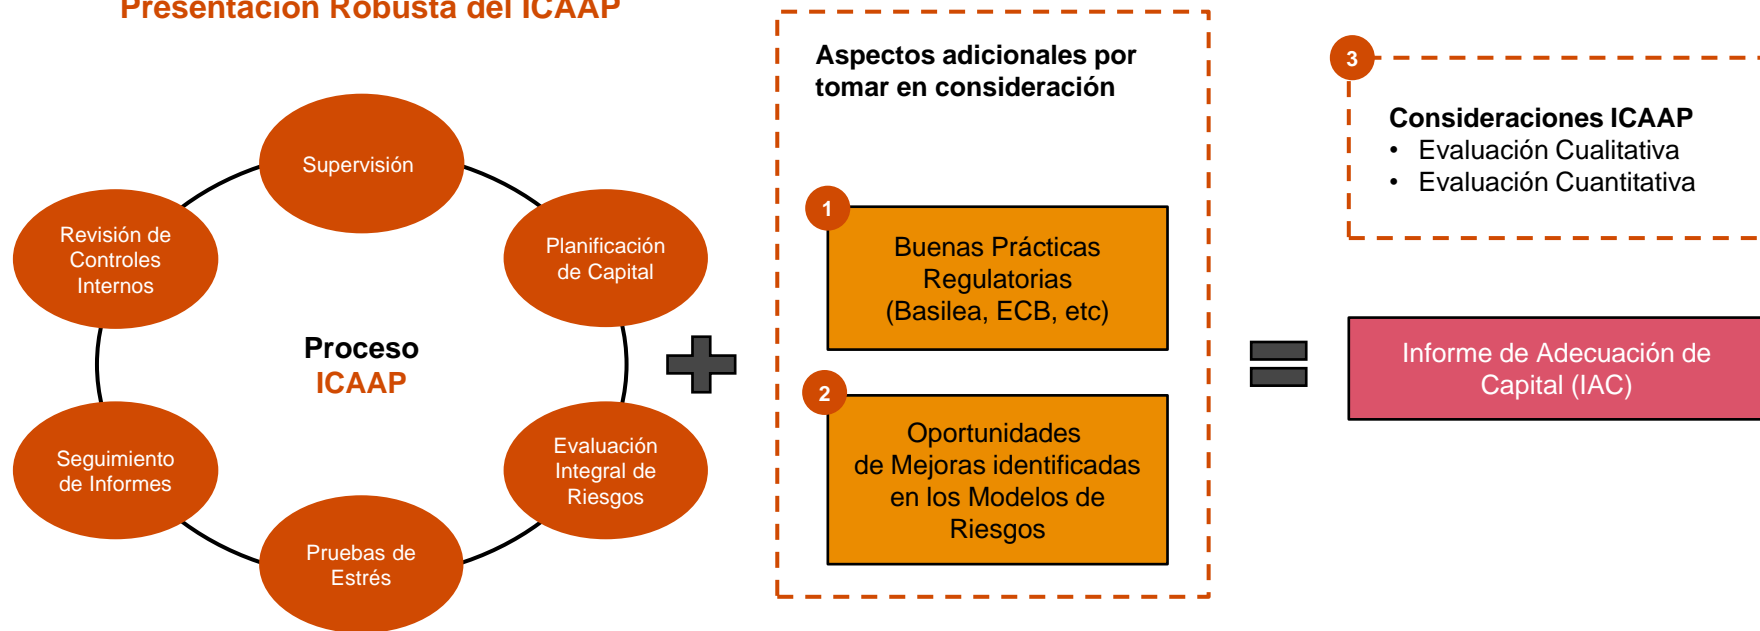 Presentación Robusta del ICAAP
Supervisión
Planificación
de Capital
Evaluación
Integral de
Riesgos
Pruebas de
Estrés
Seguimiento
de Informes
Revisión de
Controles
Internos
Proceso
ICAAP
Aspectos adicionales por
tomar en consideración
1
Buenas Prácticas
Regulatorias
(Basilea, ECB, etc)
2
Oportunidades
de Mejoras identificadas
en los Modelos de
Riesgos
3
Consideraciones ICAAP
• Evaluación Cualitativa
• Evaluación Cuantitativa
Informe de Adecuación de
Capital (IAC)